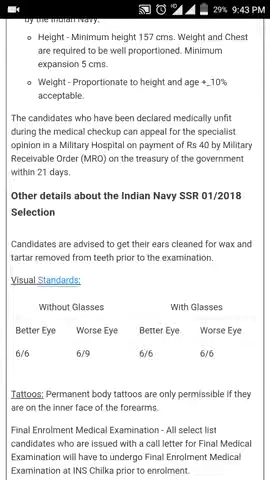 29% 9:43 PM
by the Indian Navy.
Height - Minimum height 157 cms. Weight and Chest
are required to be well proportioned. Minimum
expansion 5 cms.
Weight - Proportionate to height and age +_10%
acceptable.
The candidates who have been declared medically unfit
during the medical checkup can appeal for the specialist
opinion in a Military Hospital on payment of Rs 40 by Military
Receivable Order (MRO) on the treasury of the government
within 21 days.
Other details about the Indian Navy SSR 01/2018
Selection
Candidates are advised to get their ears cleaned for wax and
tartar removed from teeth prior to the examination.
Visual Standards:
Without Glasses With Glasses
Better Eye Worse Eye Better Eye Worse Eye
6/6 6/9 6/6 6/6
Tattoos: Permanent body tattoos are only permissible if they
are on the inner face of the forearms.
Final Enrolment Medical Examination - All select list
candidates who are issued with a call letter for Final Medical
Examination will have to undergo Final Enrolment Medical
Examination at INS Chilka prior to enrolment.